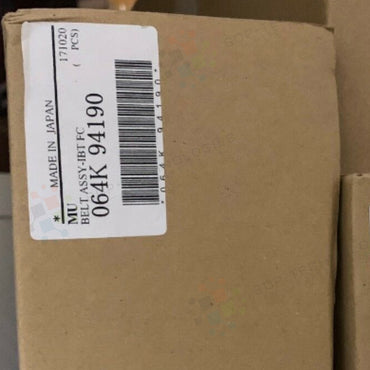 171020
( PCS)
* MADE IN JAPAN
MU
BELT ASSY-IBT FC
064K 94190
*064K94190*